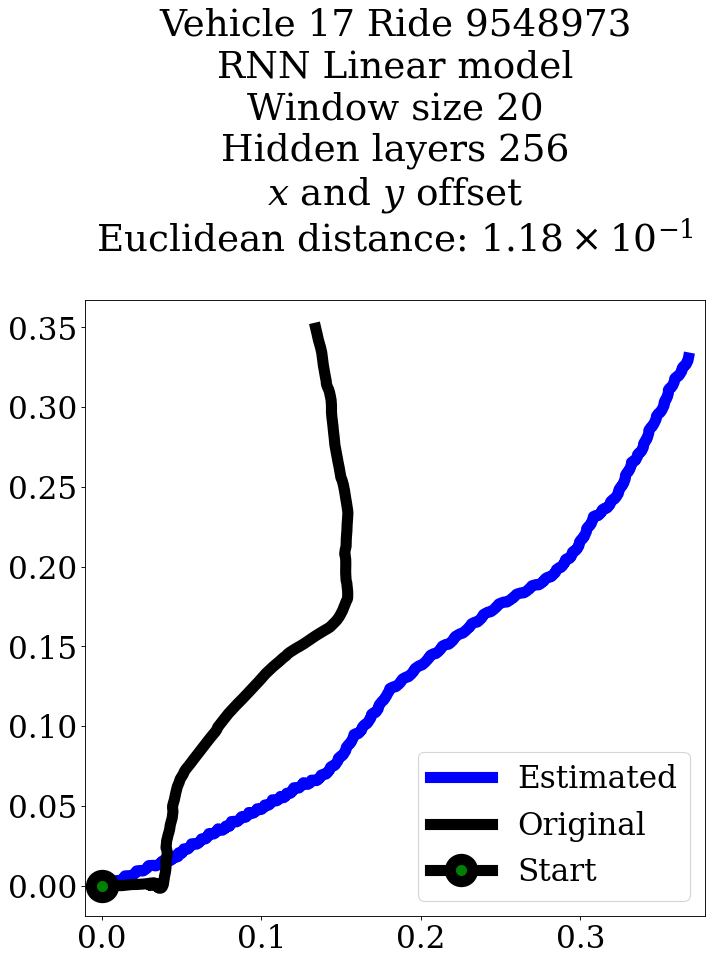 Vehicle 17 Ride 9548973
RNN Linear model
Window size 20
Hidden layers 256
x and y offset
Euclidean distance: 1.18 × 10⁻¹
0.35
0.30
0.25
0.20
0.15
0.10
0.05
0.00
Estimated
Original
Start
0.0 0.1 0.2 0.3